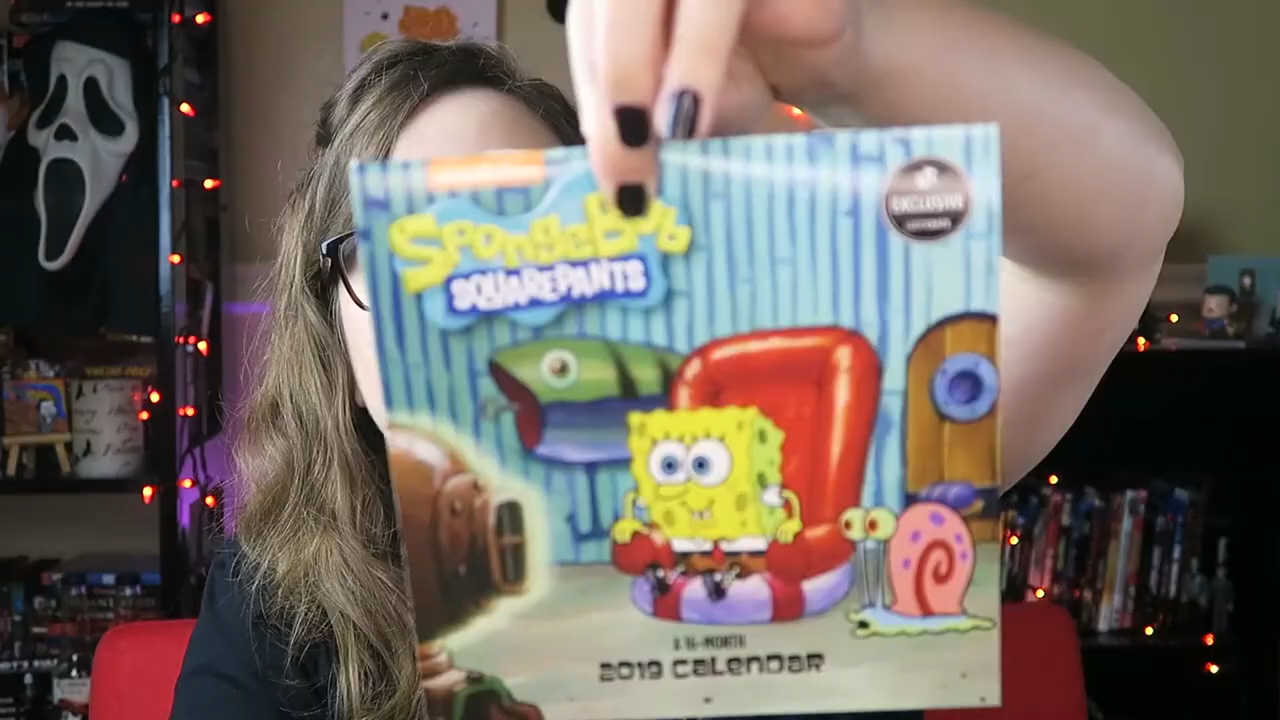 SpongeBob
SQUAREPANTS
EXCLUSIVE
A 16-MONTH
2019 CALENDAR